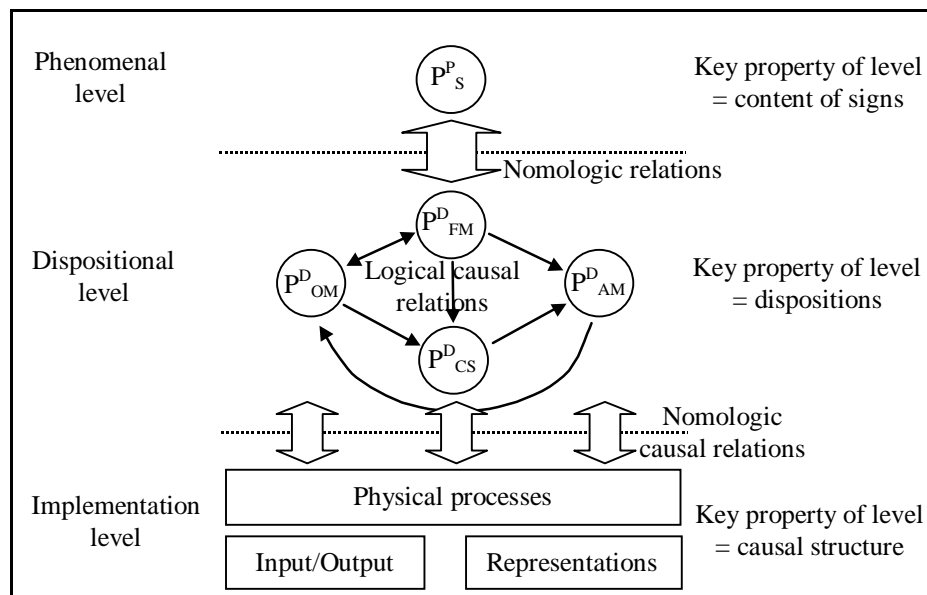 Phenomenal
level
P^P_S
Key property of level
= content of signs
Nomologic relations
Dispositional
level
P^D_FM
P^D_OM
Logical causal
relations
P^D_AM
P^D_CS
Key property of level
= dispositions
Nomologic
causal relations
Implementation
level
Physical processes
Input/Output
Representations
Key property of level
= causal structure